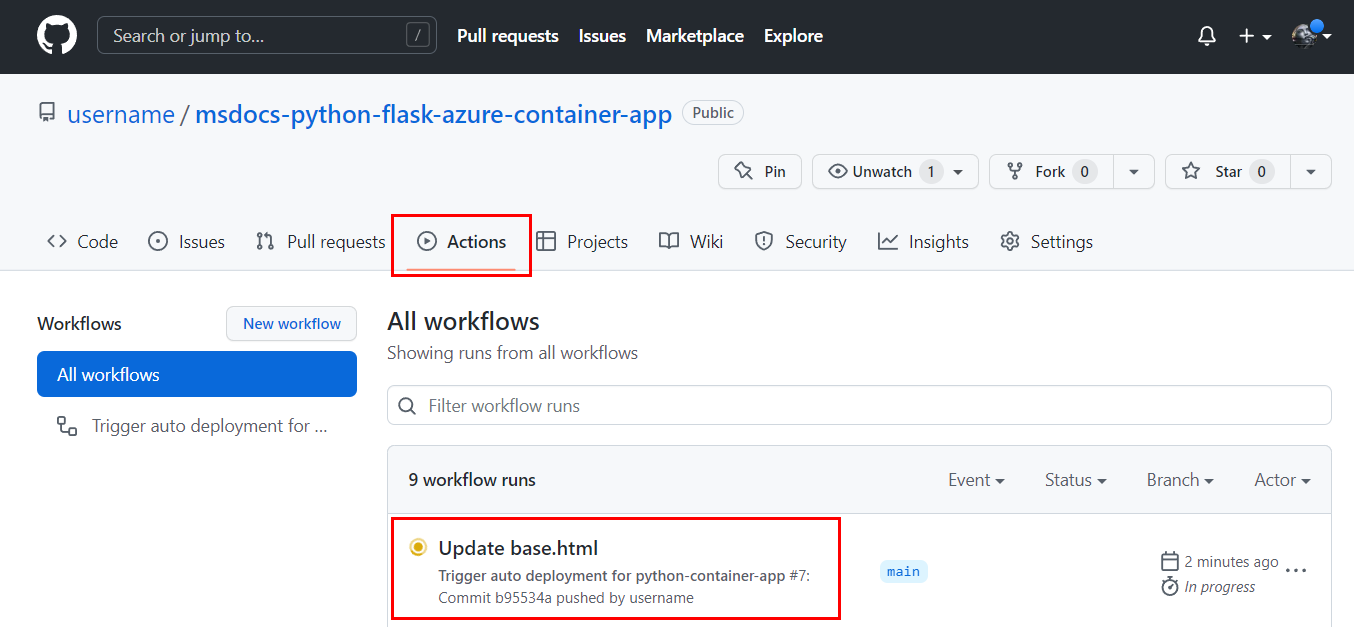 Search or jump to... /
Pull requests Issues Marketplace Explore
username / msdocs-python-flask-azure-container-app Public
Pin Unwatch 1 Fork 0 Star 0
Code Issues Pull requests Actions Projects Wiki Security Insights Settings
Workflows
New workflow
All workflows
Trigger auto deployment for ...
All workflows
Showing runs from all workflows
Filter workflow runs
9 workflow runs Event Status Branch Actor
Update base.html
Trigger auto deployment for python-container-app #7:
Commit b95534a pushed by username
main
2 minutes ago
In progress